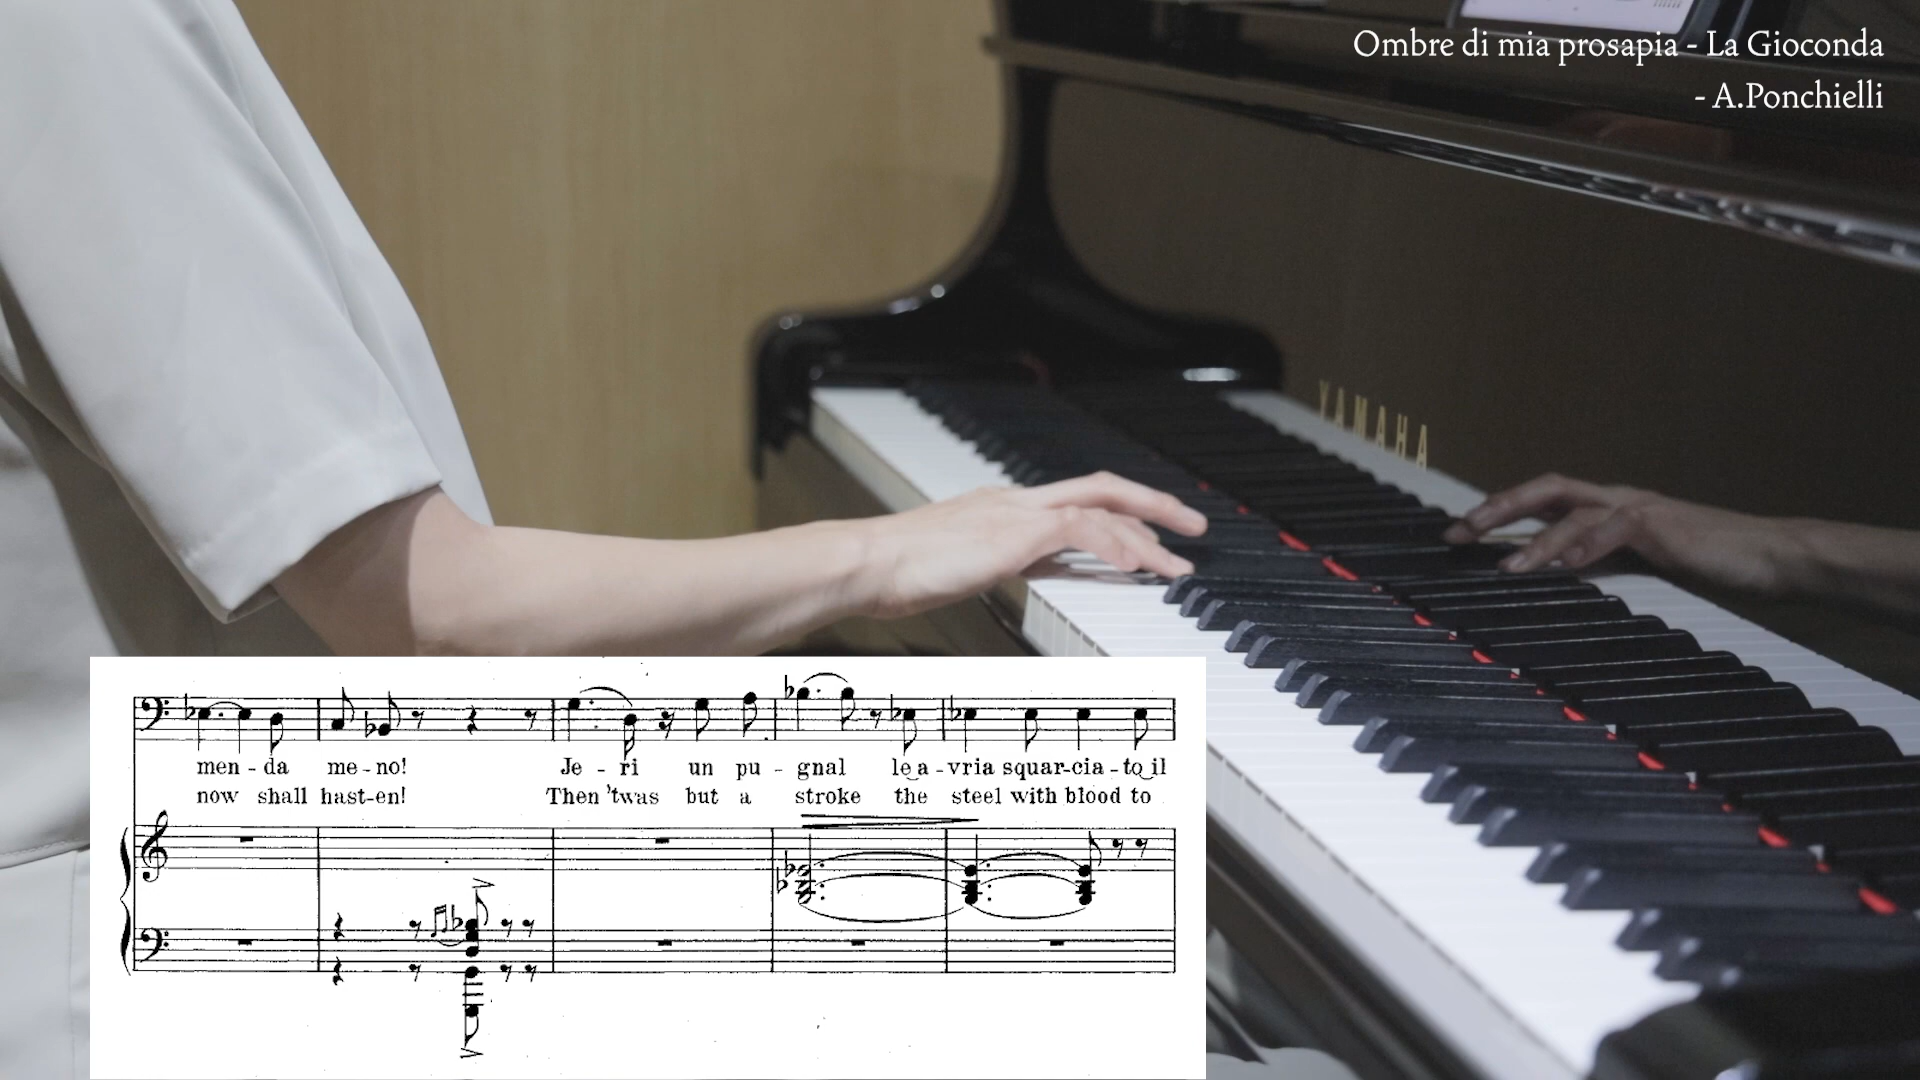 Ombre di mia prosapia - La Gioconda
- A.Ponchielli
YAMAHA
men - da me - no! Je - ri un pu - gnal le a - vria squar-cia - to il
now shall hast-en! Then 'twas but a stroke the steel with blood to